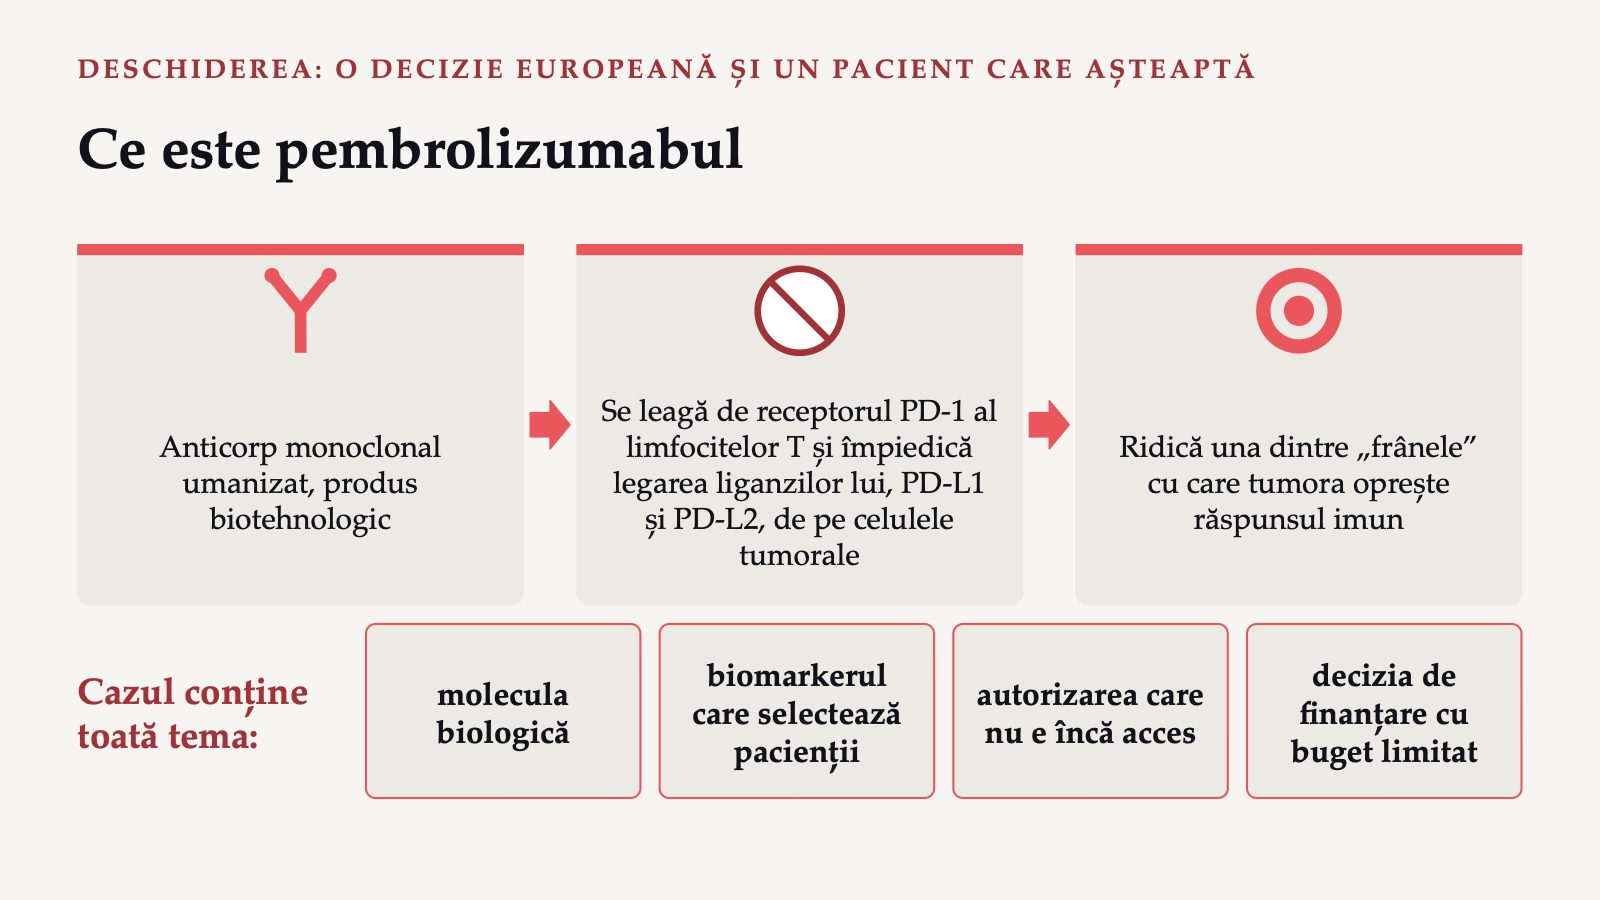 DESCHIDEREA: O DECIZIE EUROPEANĂ ȘI UN PACIENT CARE AȘTEAPTĂ
Ce este pembrolizumabul
Anticorp monoclonal
umanizat, produs
biotehnologic
Se leagă de receptorul PD-1 al
limfocitelor T și împiedică
legarea liganzilor lui, PD-L1
și PD-L2, de pe celulele
tumorale
Ridică una dintre „frânele”
cu care tumora oprește
răspunsul imun
Cazul conține
toată tema:
molecula
biologică
biomarkerul
care selectează
pacienții
autorizarea care
nu e încă acces
decizia de
finanțare cu
buget limitat